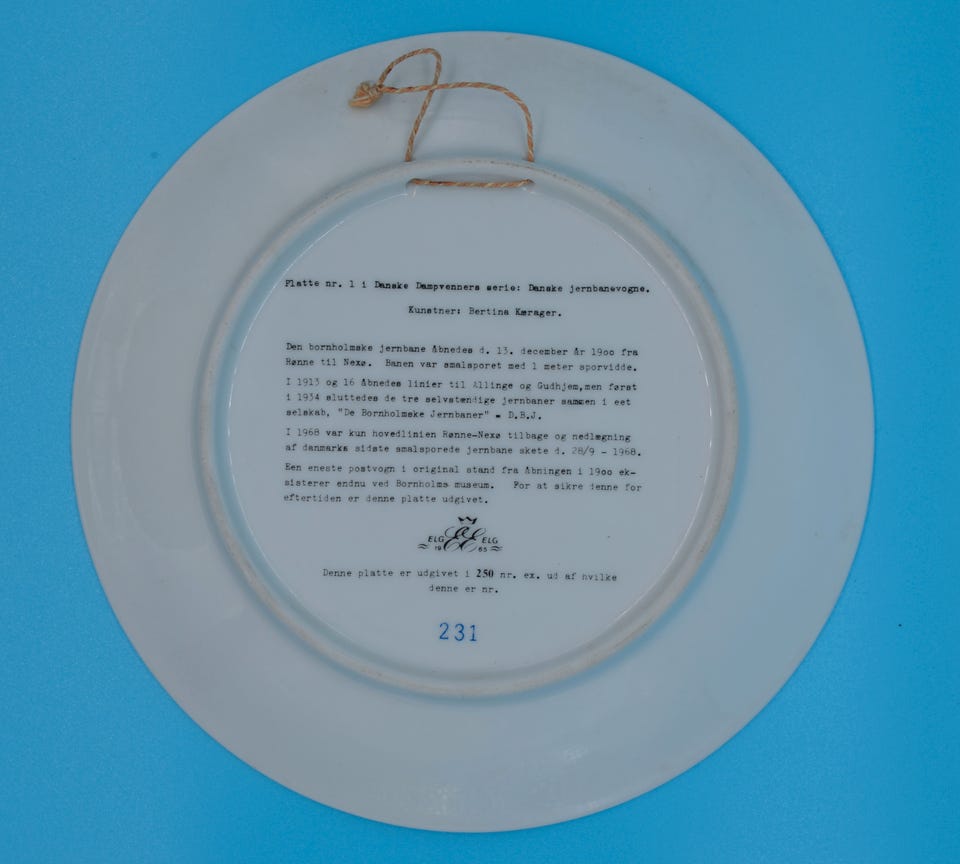 Platte nr. 1 i Danske Dampvenners serie: Danske jernbanevogne.
Kunstner: Bertina Kærager.
Den bornholmske jernbane åbnedes d. 13. december år 19oo fra
Rønne til Nexø. Banen var smalsporet med 1 meter sporvidde.
I 1913 og 16 åbnedes linier til Allinge og Gudhjem,men først
i 1934 sluttedes de tre selvstændige jernbaner sammen i eet
selskab, "De Bornholmske Jernbaner" = D.B.J.
I 1968 var kun hovedlinien Rønne-Nexø tilbage og nedlægning
af danmarks sidste smalsporede jernbane skete d. 28/9 - 1968.
Een eneste postvogn i original stand fra åbningen i 19oo ek-
sisterer endnu ved Bornholms museum. For at sikre denne for
eftertiden er denne platte udgivet.
ELG EE ELG
19 65
Denne platte er udgivet i 250 nr. ex. ud af hvilke
denne er nr.
231